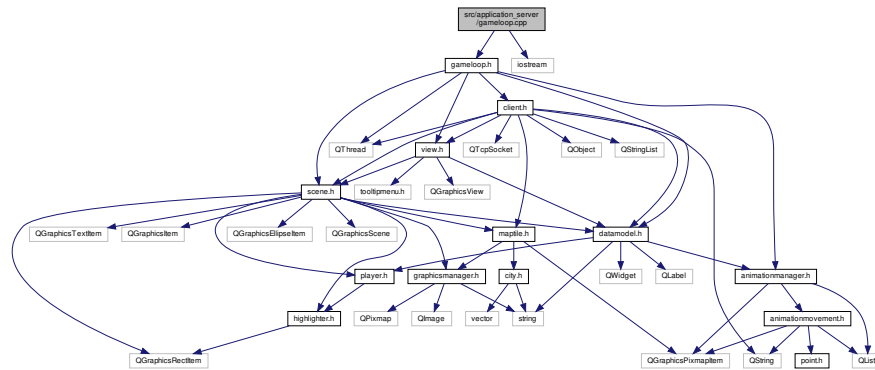 src/application_server
/gameloop.cpp
gameloop.h
iostream
client.h
QThread
view.h
QTcpSocket
QObject
QStringList
scene.h
tooltipmenu.h
QGraphicsView
QGraphicsTextItem
QGraphicsItem
QGraphicsEllipseItem
QGraphicsScene
maptile.h
datamodel.h
player.h
graphicsmanager.h
city.h
QWidget
QLabel
animationmanager.h
highlighter.h
QPixmap
QImage
vector
string
animationmovement.h
QGraphicsRectItem
QGraphicsPixmapItem
QString
point.h
QList